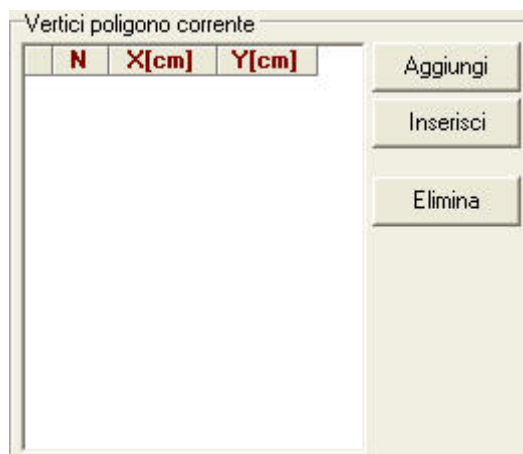 Vertici poligono corrente
N X[cm] Y[cm]
Aggiungi
Inserisci
Elimina